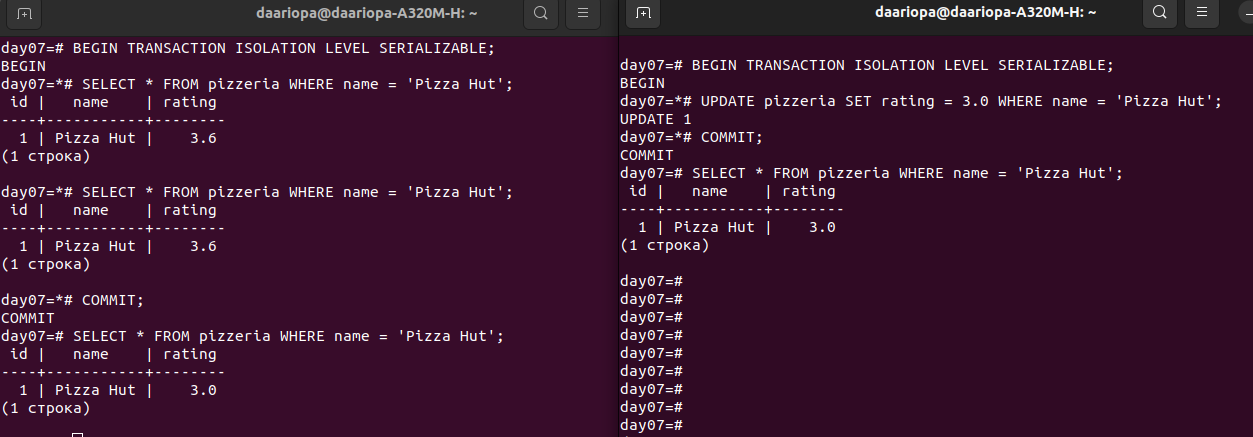 daariopa@daariopa-A320M-H: ~
day07=# BEGIN TRANSACTION ISOLATION LEVEL SERIALIZABLE;
BEGIN
day07=*# SELECT * FROM pizzeria WHERE name = 'Pizza Hut';
 id |   name    | rating
----+-----------+--------
  1 | Pizza Hut |    3.6
(1 строка)

day07=*# SELECT * FROM pizzeria WHERE name = 'Pizza Hut';
 id |   name    | rating
----+-----------+--------
  1 | Pizza Hut |    3.6
(1 строка)

day07=*# COMMIT;
COMMIT
day07=# SELECT * FROM pizzeria WHERE name = 'Pizza Hut';
 id |   name    | rating
----+-----------+--------
  1 | Pizza Hut |    3.0
(1 строка)

daariopa@daariopa-A320M-H: ~
day07=# BEGIN TRANSACTION ISOLATION LEVEL SERIALIZABLE;
BEGIN
day07=*# UPDATE pizzeria SET rating = 3.0 WHERE name = 'Pizza Hut';
UPDATE 1
day07=*# COMMIT;
COMMIT
day07=# SELECT * FROM pizzeria WHERE name = 'Pizza Hut';
 id |   name    | rating
----+-----------+--------
  1 | Pizza Hut |    3.0
(1 строка)

day07=#
day07=#
day07=#
day07=#
day07=#
day07=#
day07=#
day07=#
day07=#